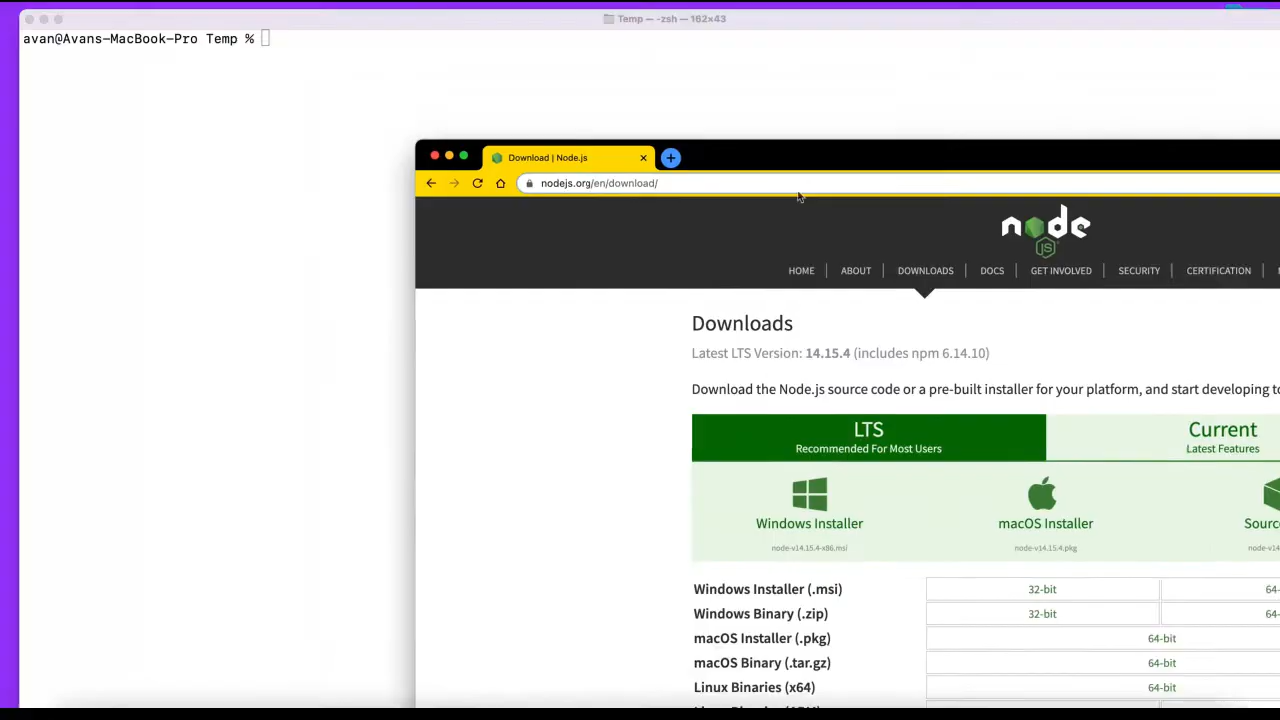 Temp — -zsh — 162×43
avan@Avans-MacBook-Pro Temp %
Download | Node.js
nodejs.org/en/download/
node
JS
HOME
ABOUT
DOWNLOADS
DOCS
GET INVOLVED
SECURITY
CERTIFICATION
Downloads
Latest LTS Version: 14.15.4 (includes npm 6.14.10)
Download the Node.js source code or a pre-built installer for your platform, and start developing to
LTS
Recommended For Most Users
Current
Latest Features
Windows Installer
node-v14.15.4-x86.msi
macOS Installer
node-v14.15.4.pkg
Sourc
node-v14
Windows Installer (.msi)
32-bit
64-
Windows Binary (.zip)
32-bit
64-
macOS Installer (.pkg)
64-bit
macOS Binary (.tar.gz)
64-bit
Linux Binaries (x64)
64-bit